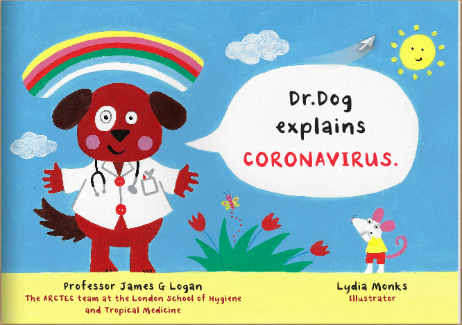 Dr.Dog
explains
CORONAVIRUS.
Professor James G Logan
The ARCTEC team at the London School of Hygiene
and Tropical Medicine
Lydia Monks
Illustrator